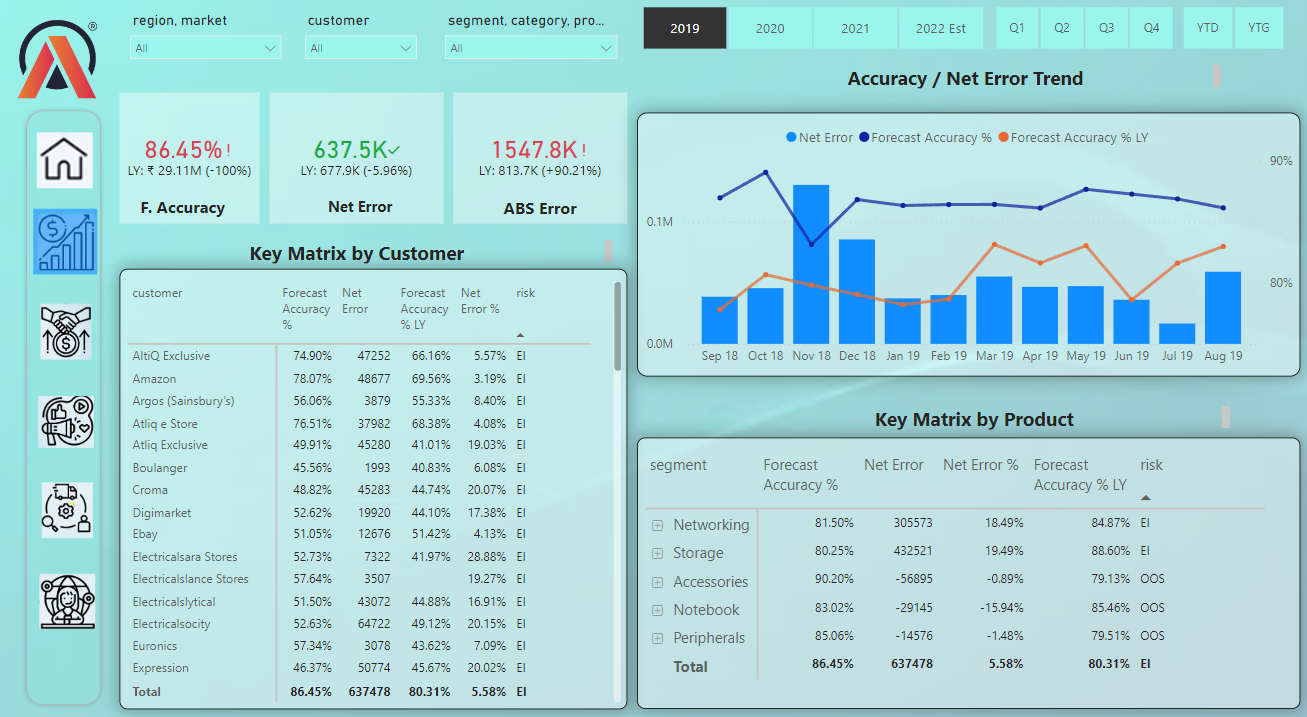 ®
region, market
customer
segment, category, pro...
All
All
All
2019
2020
2021
2022 Est
Q1
Q2
Q3
Q4
YTD
YTG
86.45%!
LY: ₹ 29.11M (-100%)
F. Accuracy
637.5K✓
LY: 677.9K (-5.96%)
Net Error
1547.8K!
LY: 813.7K (+90.21%)
ABS Error
Accuracy / Net Error Trend
Net Error Forecast Accuracy % Forecast Accuracy % LY
90%
0.1M
80%
0.0M
Sep 18 Oct 18 Nov 18 Dec 18 Jan 19 Feb 19 Mar 19 Apr 19 May 19 Jun 19 Jul 19 Aug 19
Key Matrix by Customer
customer Forecast Net Forecast Net risk
Accuracy Error Accuracy Error %
% % LY
AltiQ Exclusive 74.90% 47252 66.16% 5.57% EI
Amazon 78.07% 48677 69.56% 3.19% EI
Argos (Sainsbury's) 56.06% 3879 55.33% 8.40% EI
Atliq e Store 76.51% 37982 68.38% 4.08% EI
Atliq Exclusive 49.91% 45280 41.01% 19.03% EI
Boulanger 45.56% 1993 40.83% 6.08% EI
Croma 48.82% 45283 44.74% 20.07% EI
Digimarket 52.62% 19920 44.10% 17.38% EI
Ebay 51.05% 12676 51.42% 4.13% EI
Electricalsara Stores 52.73% 7322 41.97% 28.88% EI
Electricalslance Stores 57.64% 3507 19.27% EI
Electricalslytical 51.50% 43072 44.88% 16.91% EI
Electricalsocity 52.63% 64722 49.12% 20.15% EI
Euronics 57.34% 3078 43.62% 7.09% EI
Expression 46.37% 50774 45.67% 20.02% EI
Total 86.45% 637478 80.31% 5.58% EI
Key Matrix by Product
segment Forecast Net Error Net Error % Forecast risk
Accuracy % Accuracy % LY
Networking 81.50% 305573 18.49% 84.87% EI
Storage 80.25% 432521 19.49% 88.60% EI
Accessories 90.20% -56895 -0.89% 79.13% OOS
Notebook 83.02% -29145 -15.94% 85.46% OOS
Peripherals 85.06% -14576 -1.48% 79.51% OOS
Total 86.45% 637478 5.58% 80.31% EI